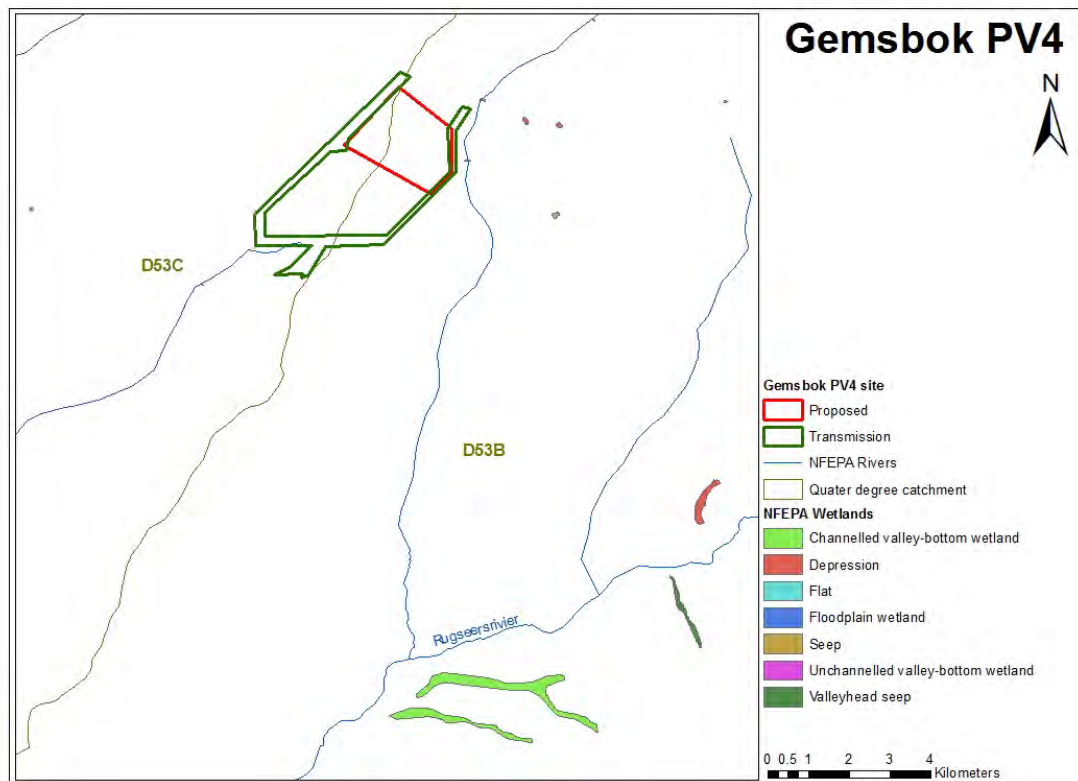 Gemsbok PV4
N
D53C
D53B
Rugseersrivier
Gemsbok PV4 site
Proposed
Transmission
NFEPA Rivers
Quater degree catchment
NFEPA Wetlands
Channelled valley-bottom wetland
Depression
Flat
Floodplain wetland
Seep
Unchannelled valley-bottom wetland
Valleyhead seep
0 0.5 1 2 3 4
Kilometers